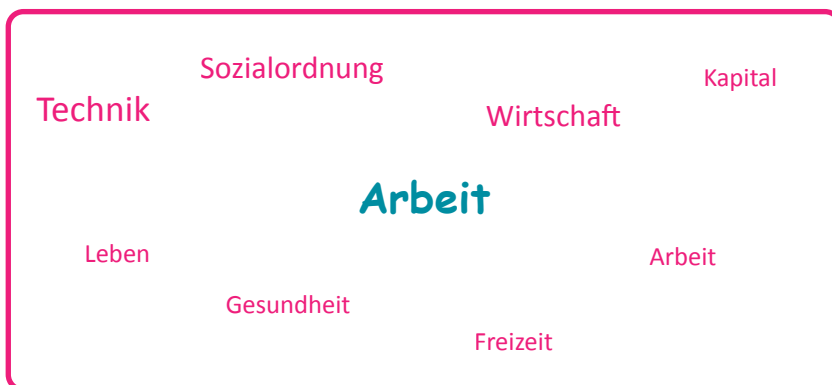 Sozialordnung
Kapital
Technik
Wirtschaft
Arbeit
Leben
Arbeit
Gesundheit
Freizeit